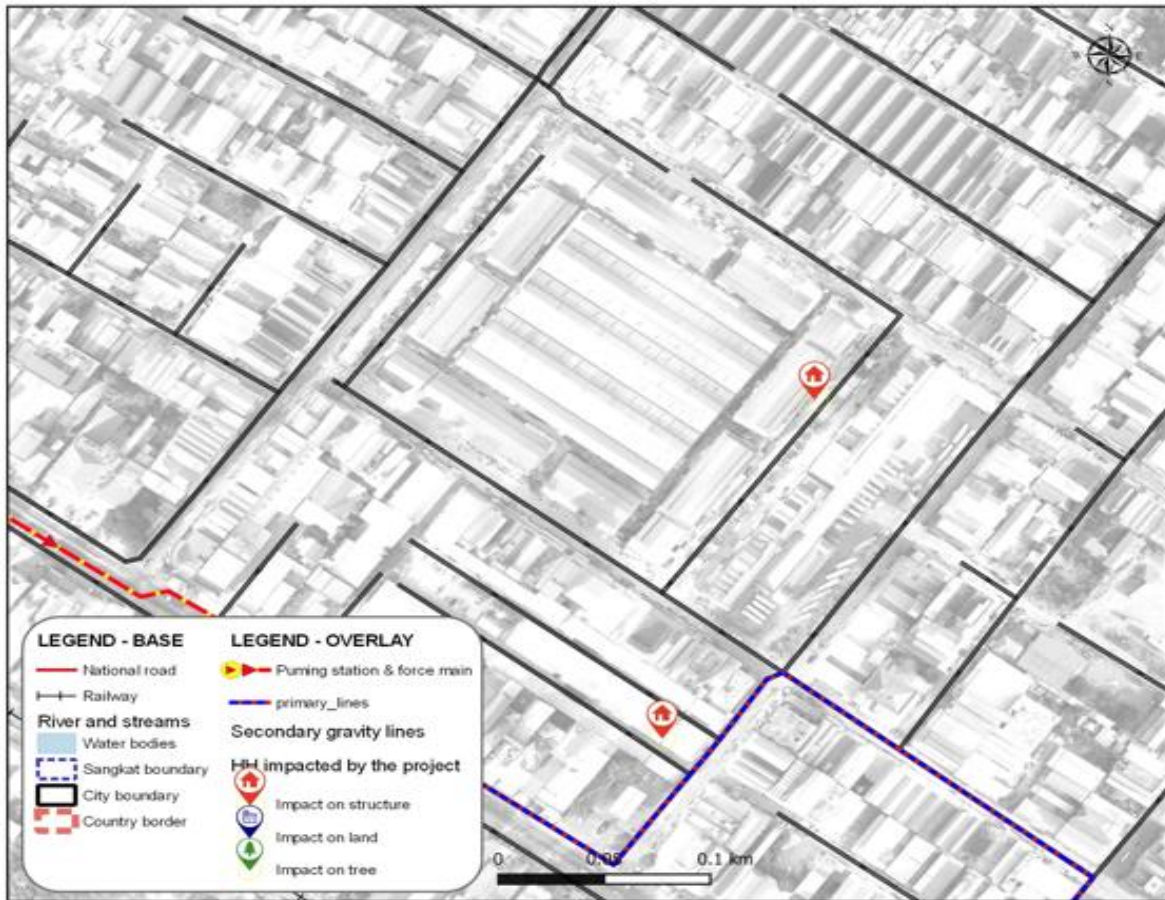 LEGEND - BASE
National road
Railway
River and streams
Water bodies
Sangkat boundary
City boundary
Country border
LEGEND - OVERLAY
Puming station & force main
primary_lines
Secondary gravity lines
HH impacted by the project
Impact on structure
Impact on land
Impact on tree
0 0.05 0.1 km